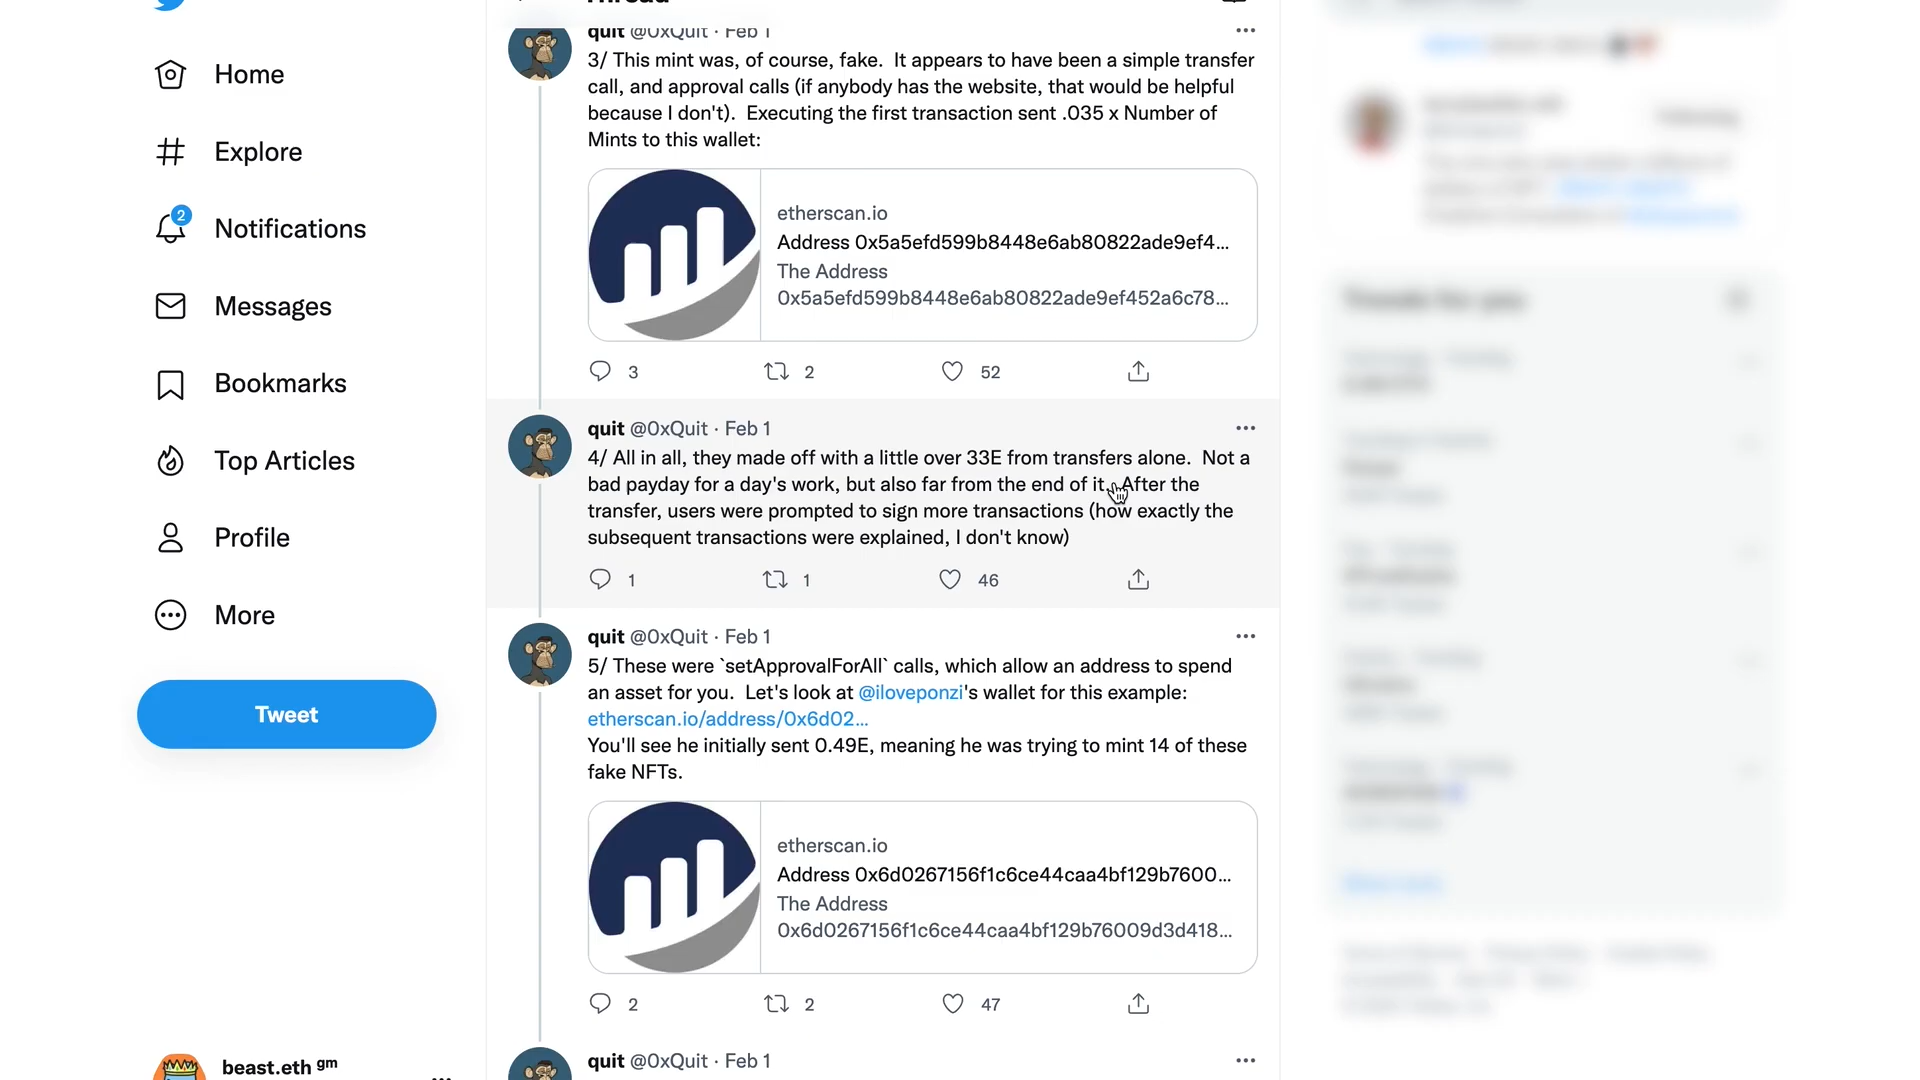 Thread
Home
Explore
2
Notifications
Messages
Bookmarks
Top Articles
Profile
More
Tweet
beast.eth gm
quit @0xQuit · Feb 1
3/ This mint was, of course, fake.  It appears to have been a simple transfer
call, and approval calls (if anybody has the website, that would be helpful
because I don't).  Executing the first transaction sent .035 x Number of
Mints to this wallet:
etherscan.io
Address 0x5a5efd599b8448e6ab80822ade9ef4...
The Address
0x5a5efd599b8448e6ab80822ade9ef452a6c78...
3 2 52
quit @0xQuit · Feb 1
4/ All in all, they made off with a little over 33E from transfers alone.  Not a
bad payday for a day's work, but also far from the end of it.  After the
transfer, users were prompted to sign more transactions (how exactly the
subsequent transactions were explained, I don't know)
1 1 46
quit @0xQuit · Feb 1
5/ These were `setApprovalForAll` calls, which allow an address to spend
an asset for you.  Let's look at @iloveponzi's wallet for this example:
etherscan.io/address/0x6d02...
You'll see he initially sent 0.49E, meaning he was trying to mint 14 of these
fake NFTs.
etherscan.io
Address 0x6d0267156f1c6ce44caa4bf129b7600...
The Address
0x6d0267156f1c6ce44caa4bf129b76009d3d418...
2 2 47
quit @0xQuit · Feb 1
Trends for you